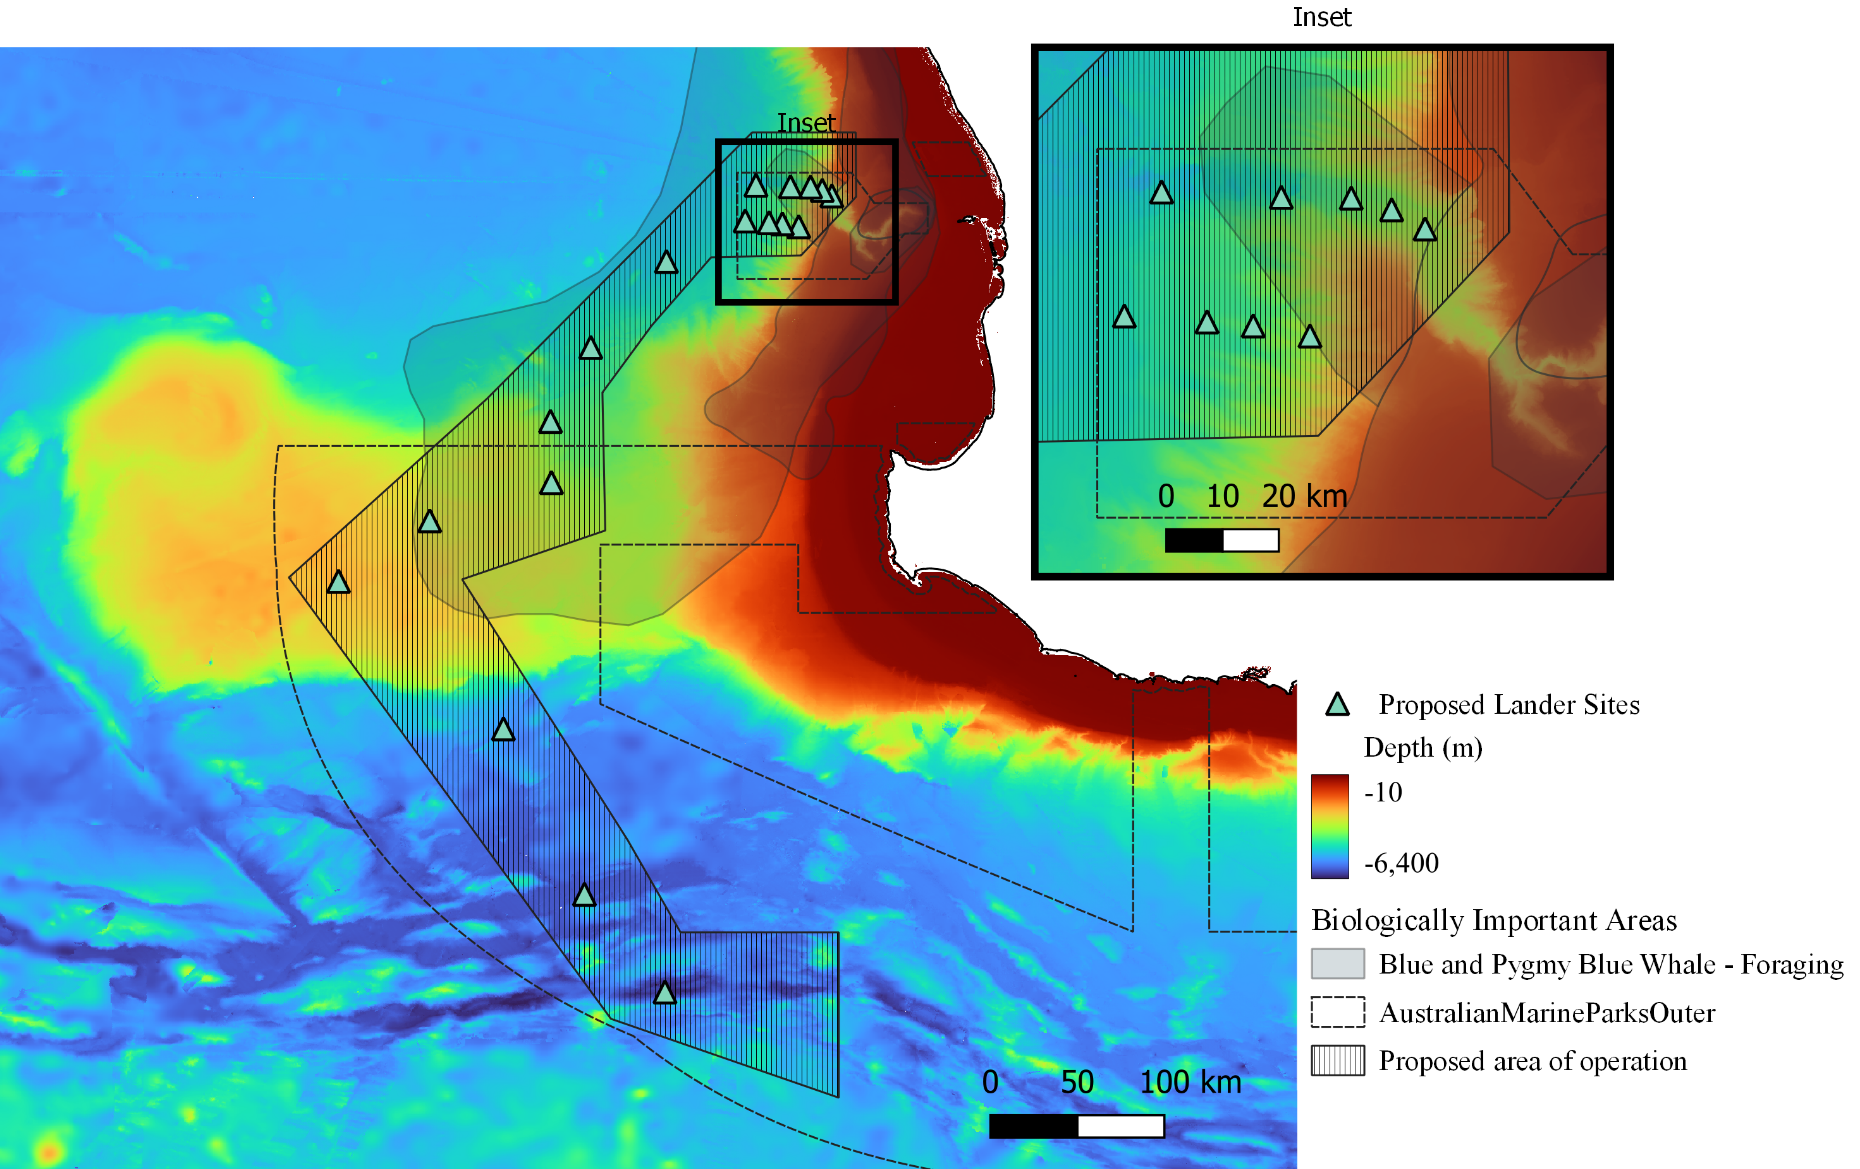 Inset
Inset
0 10 20 km
Proposed Lander Sites
Depth (m)
-10
-6,400
Biologically Important Areas
Blue and Pygmy Blue Whale - Foraging
AustralianMarineParksOuter
Proposed area of operation
0 50 100 km